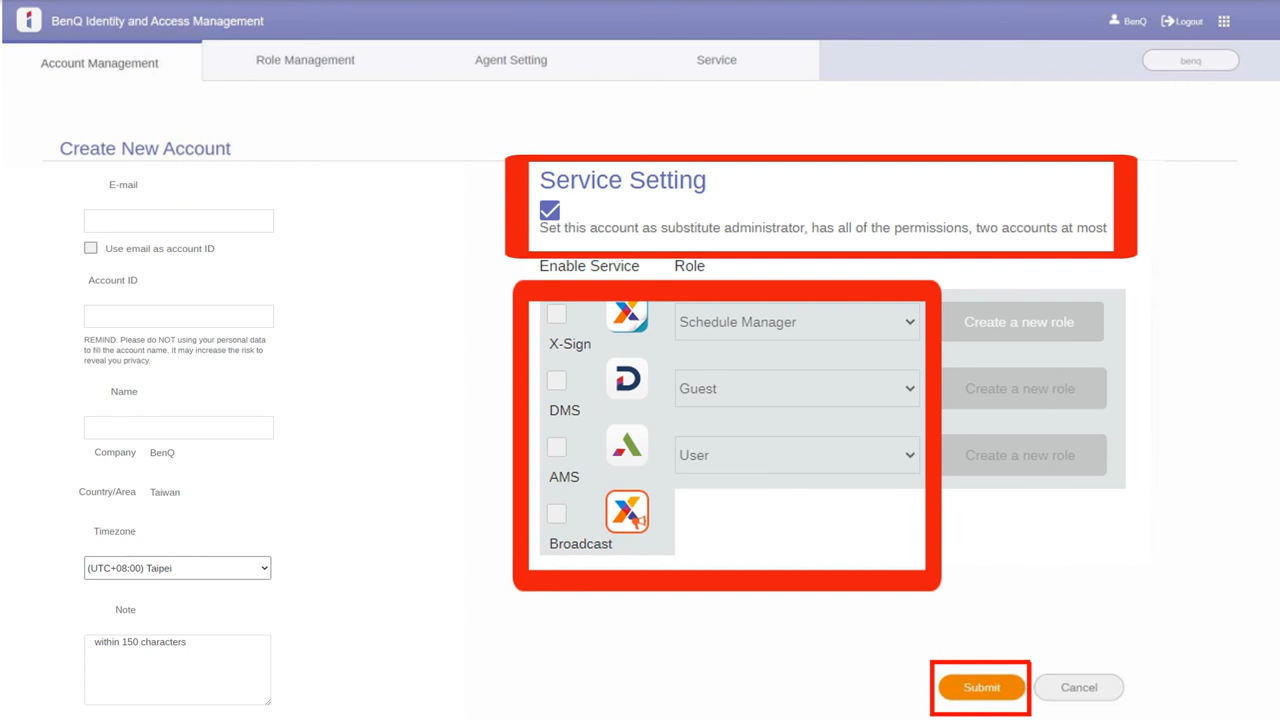 BenQ Identity and Access Management
BenQ
Logout
Account Management
Role Management
Agent Setting
Service
benq
Create New Account
E-mail
Use email as account ID
Account ID
REMIND: Please do NOT using your personal data
to fill the account name. It may increase the risk to
reveal you privacy.
Name
Company BenQ
Country/Area Taiwan
Timezone
(UTC+08:00) Taipei
Note
within 150 characters
Service Setting
Set this account as substitute administrator, has all of the permissions, two accounts at most
Enable Service Role
X-Sign
Schedule Manager
Create a new role
DMS
Guest
Create a new role
AMS
User
Create a new role
Broadcast
Submit
Cancel